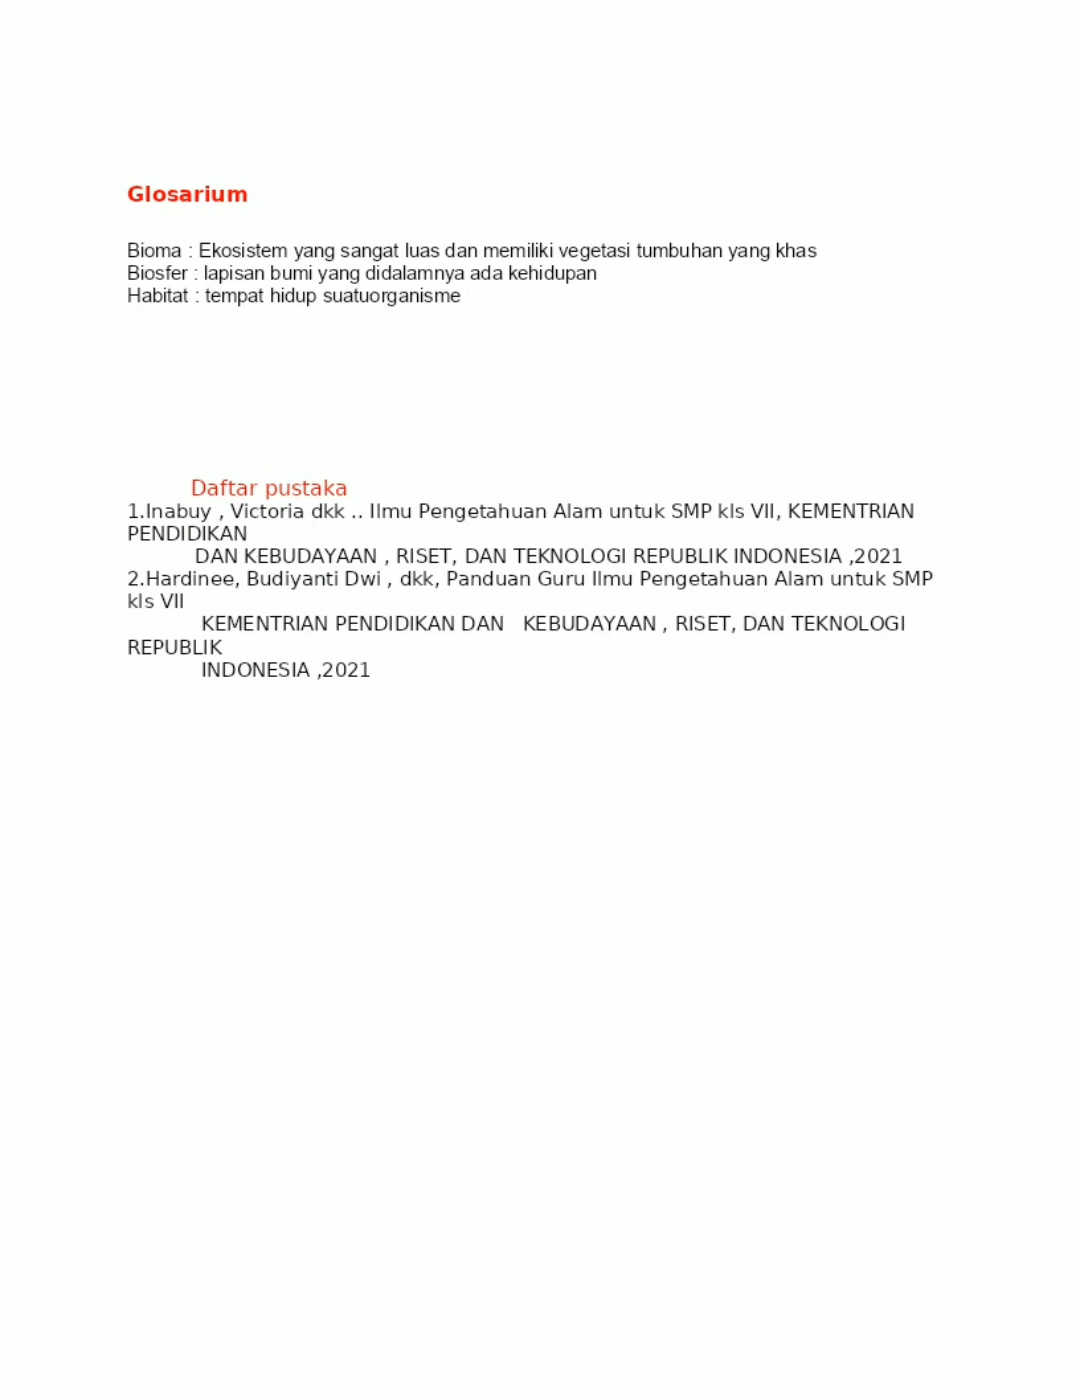 Glosarium
Bioma : Ekosistem yang sangat luas dan memiliki vegetasi tumbuhan yang khas
Biosfer : lapisan bumi yang didalamnya ada kehidupan
Habitat : tempat hidup suatuorganisme
Daftar pustaka
1.Inabuy , Victoria dkk .. Ilmu Pengetahuan Alam untuk SMP kls VII, KEMENTRIAN
PENDIDIKAN
DAN KEBUDAYAAN , RISET, DAN TEKNOLOGI REPUBLIK INDONESIA ,2021
2.Hardinee, Budiyanti Dwi , dkk, Panduan Guru Ilmu Pengetahuan Alam untuk SMP
kls VII
KEMENTRIAN PENDIDIKAN DAN   KEBUDAYAAN , RISET, DAN TEKNOLOGI
REPUBLIK
INDONESIA ,2021